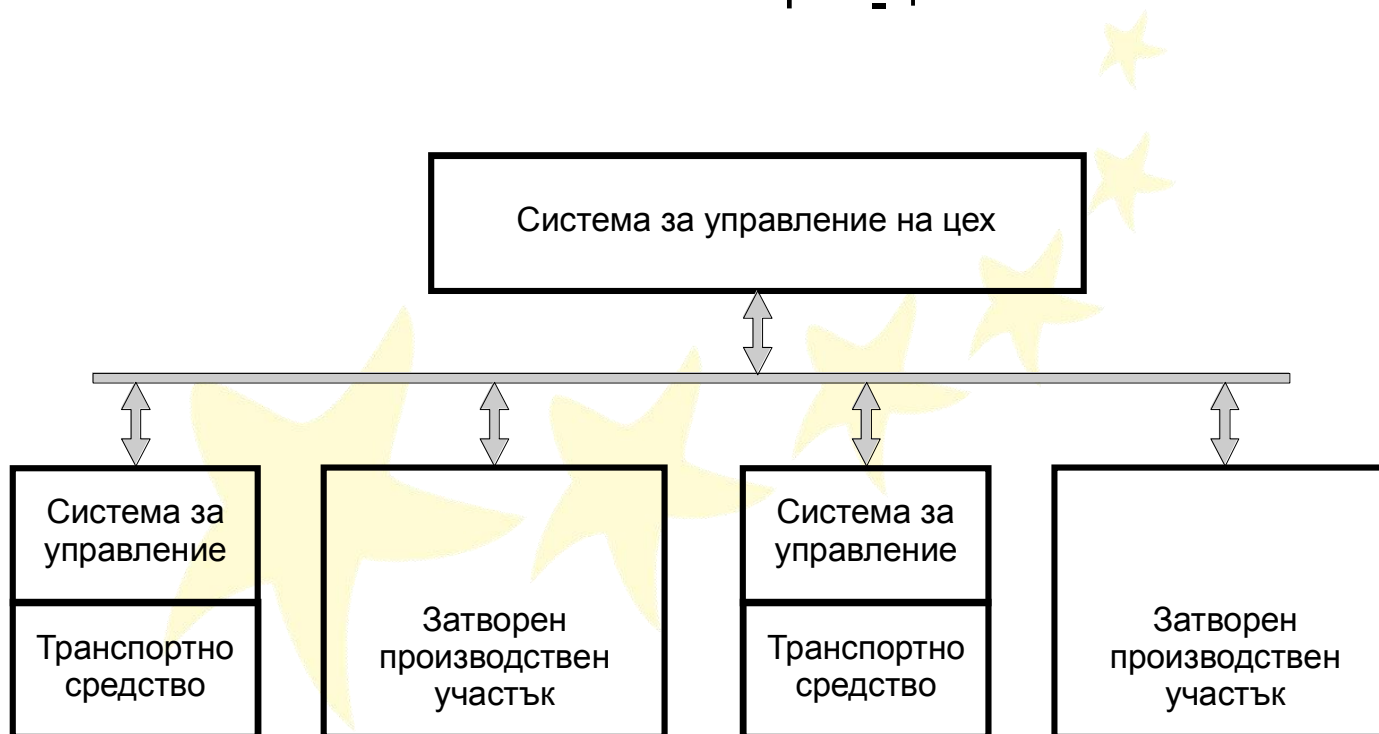 Система за управление на цех
Система за
управление
Транспортно
средство
Затворен
производствен
участък
Система за
управление
Транспортно
средство
Затворен
производствен
участък